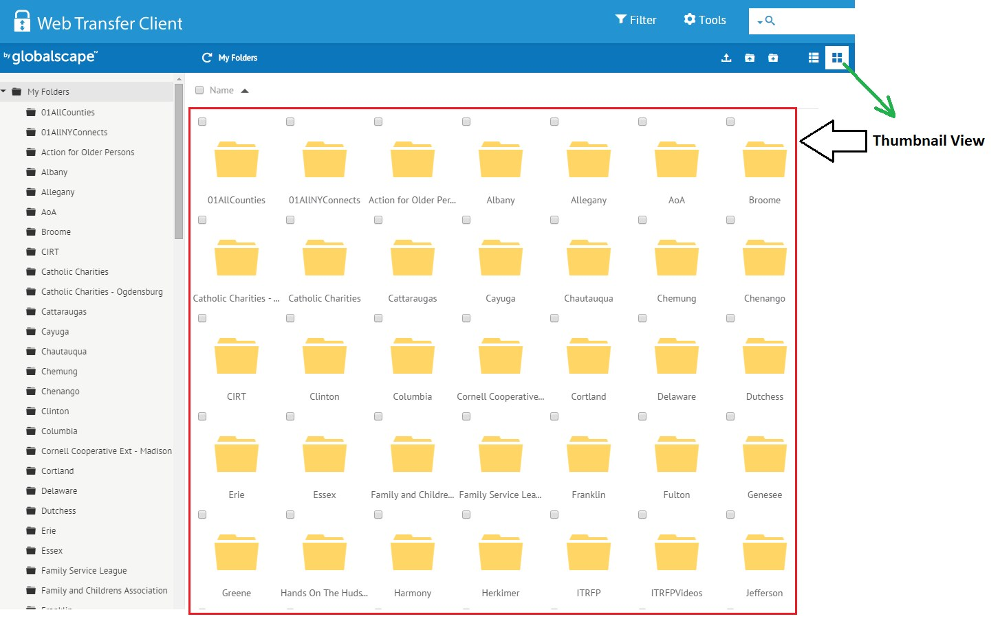 Web Transfer Client
Filter
Tools
by globalscape™
My Folders
Name
My Folders
01AllCounties
01AllNYConnects
Action for Older Persons
Albany
Allegany
AoA
Broome
CIRT
Catholic Charities
Catholic Charities - Ogdensburg
Cattaraugas
Cayuga
Chautauqua
Chemung
Chenango
Clinton
Columbia
Cornell Cooperative Ext - Madison
Cortland
Delaware
Dutchess
Erie
Essex
Family Service League
Family and Childrens Association
Franklin
01AllCounties 01AllNYConnects Action for Older Per... Albany Allegany AoA Broome
Catholic Charities - ... Catholic Charities Cattaraugas Cayuga Chautauqua Chemung Chenango
CIRT Clinton Columbia Cornell Cooperative... Cortland Delaware Dutchess
Erie Essex Family and Childre... Family Service Lea... Franklin Fulton Genesee
Greene Hands On The Huds... Harmony Herkimer ITRFP ITRFPVideos Jefferson
Thumbnail View